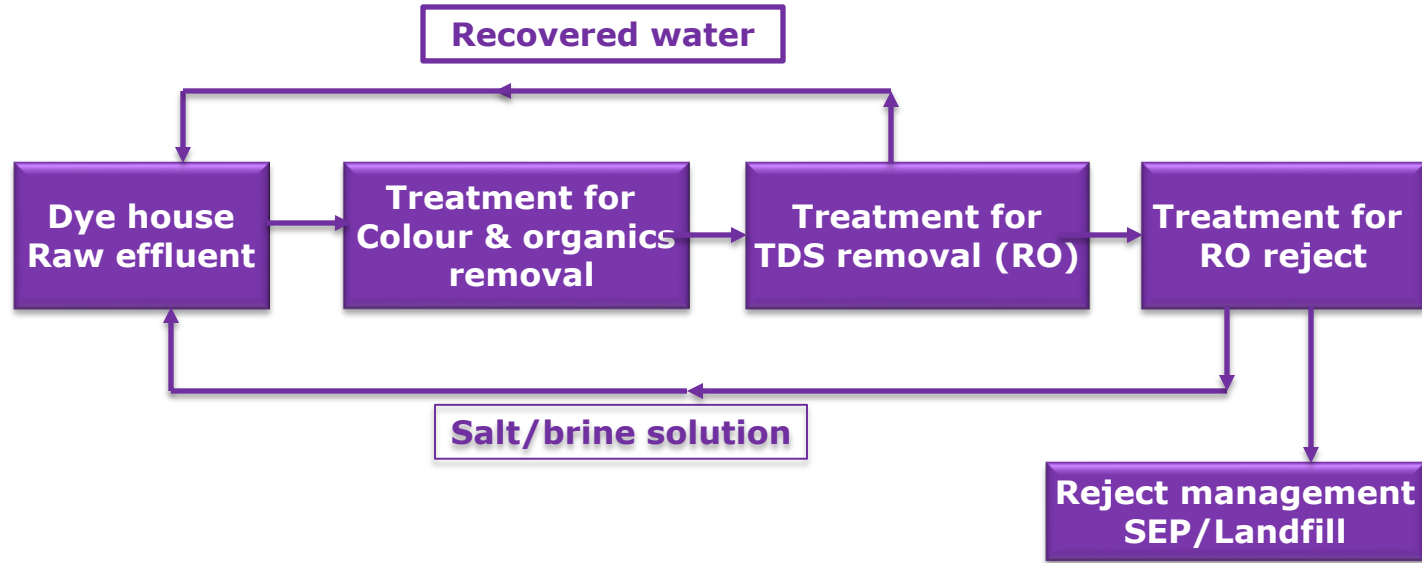 Recovered water
Dye house
Raw effluent
Treatment for
Colour & organics
removal
Treatment for
TDS removal (RO)
Treatment for
RO reject
Salt/brine solution
Reject management
SEP/Landfill